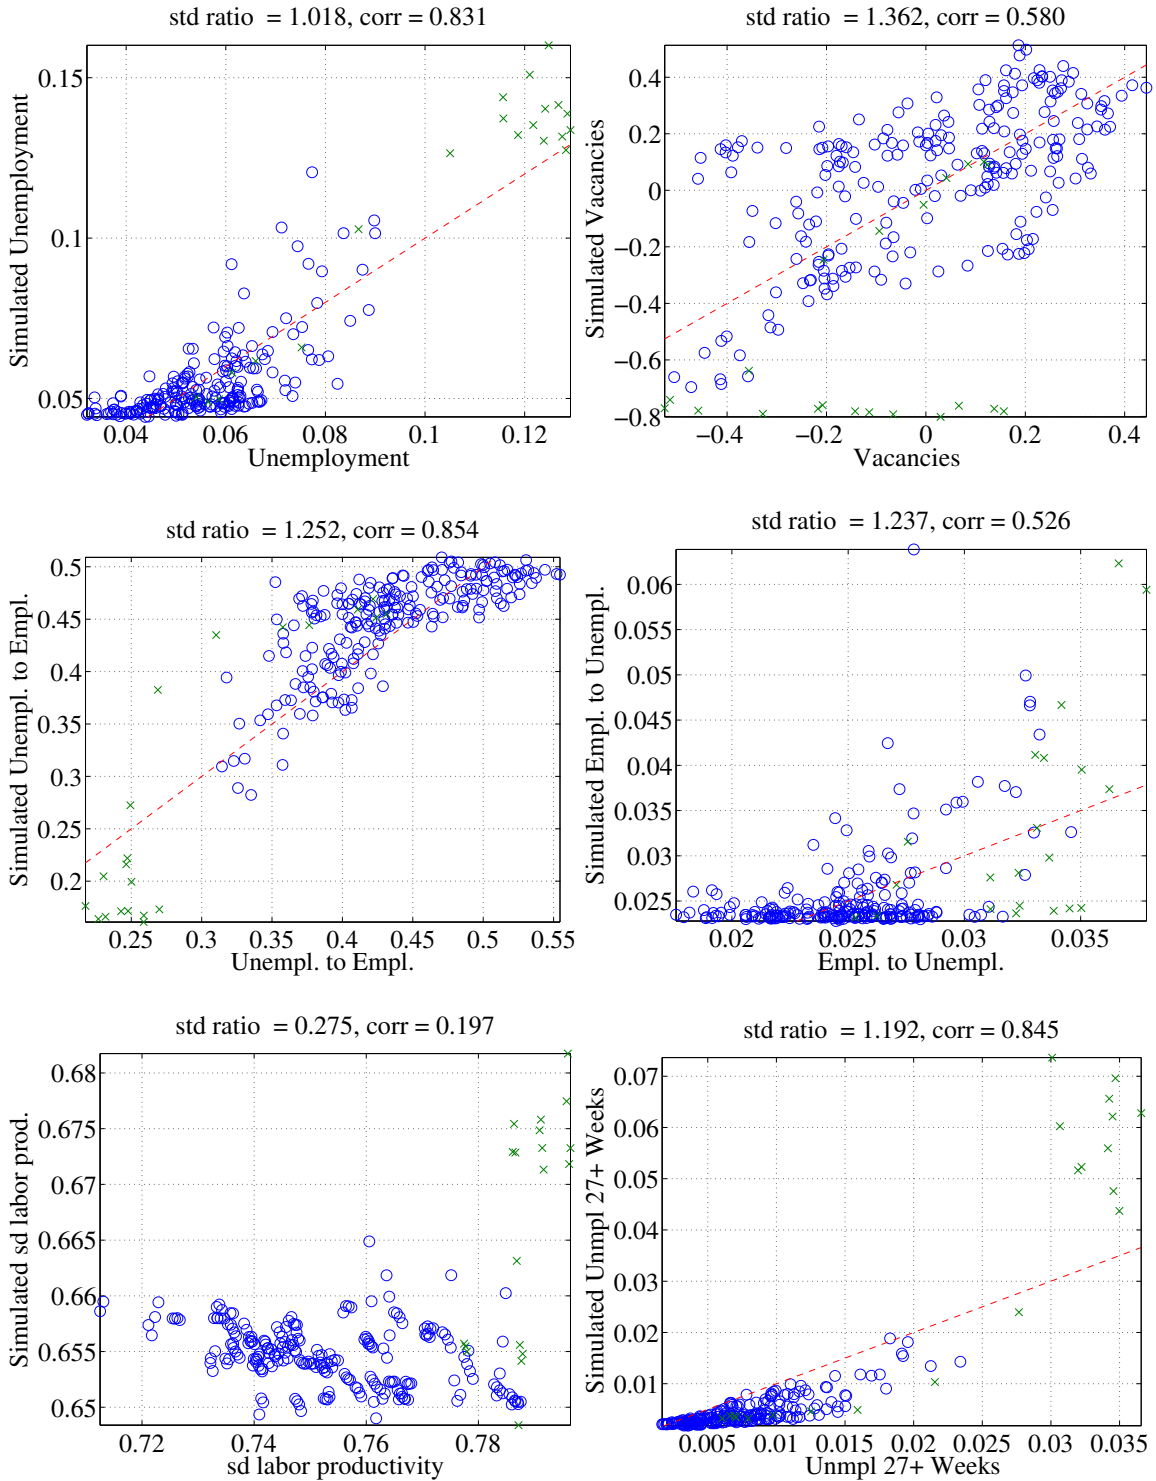 std ratio = 1.018, corr = 0.831
0.15
0.1
0.05
0.04 0.06 0.08 0.1 0.12
Simulated Unemployment
Unemployment
std ratio = 1.362, corr = 0.580
0.4
0.2
0
−0.2
−0.4
−0.6
−0.8
−0.4 −0.2 0 0.2 0.4
Simulated Vacancies
Vacancies
std ratio = 1.252, corr = 0.854
0.5
0.45
0.4
0.35
0.3
0.25
0.2
0.25 0.3 0.35 0.4 0.45 0.5 0.55
Simulated Unempl. to Empl.
Unempl. to Empl.
std ratio = 1.237, corr = 0.526
0.06
0.055
0.05
0.045
0.04
0.035
0.03
0.025
0.02 0.025 0.03 0.035
Simulated Empl. to Unempl.
Empl. to Unempl.
std ratio = 0.275, corr = 0.197
0.68
0.675
0.67
0.665
0.66
0.655
0.65
0.72 0.74 0.76 0.78
Simulated sd labor prod.
sd labor productivity
std ratio = 1.192, corr = 0.845
0.07
0.06
0.05
0.04
0.03
0.02
0.01
0.005 0.01 0.015 0.02 0.025 0.03 0.035
Simulated Unmpl 27+ Weeks
Unmpl 27+ Weeks